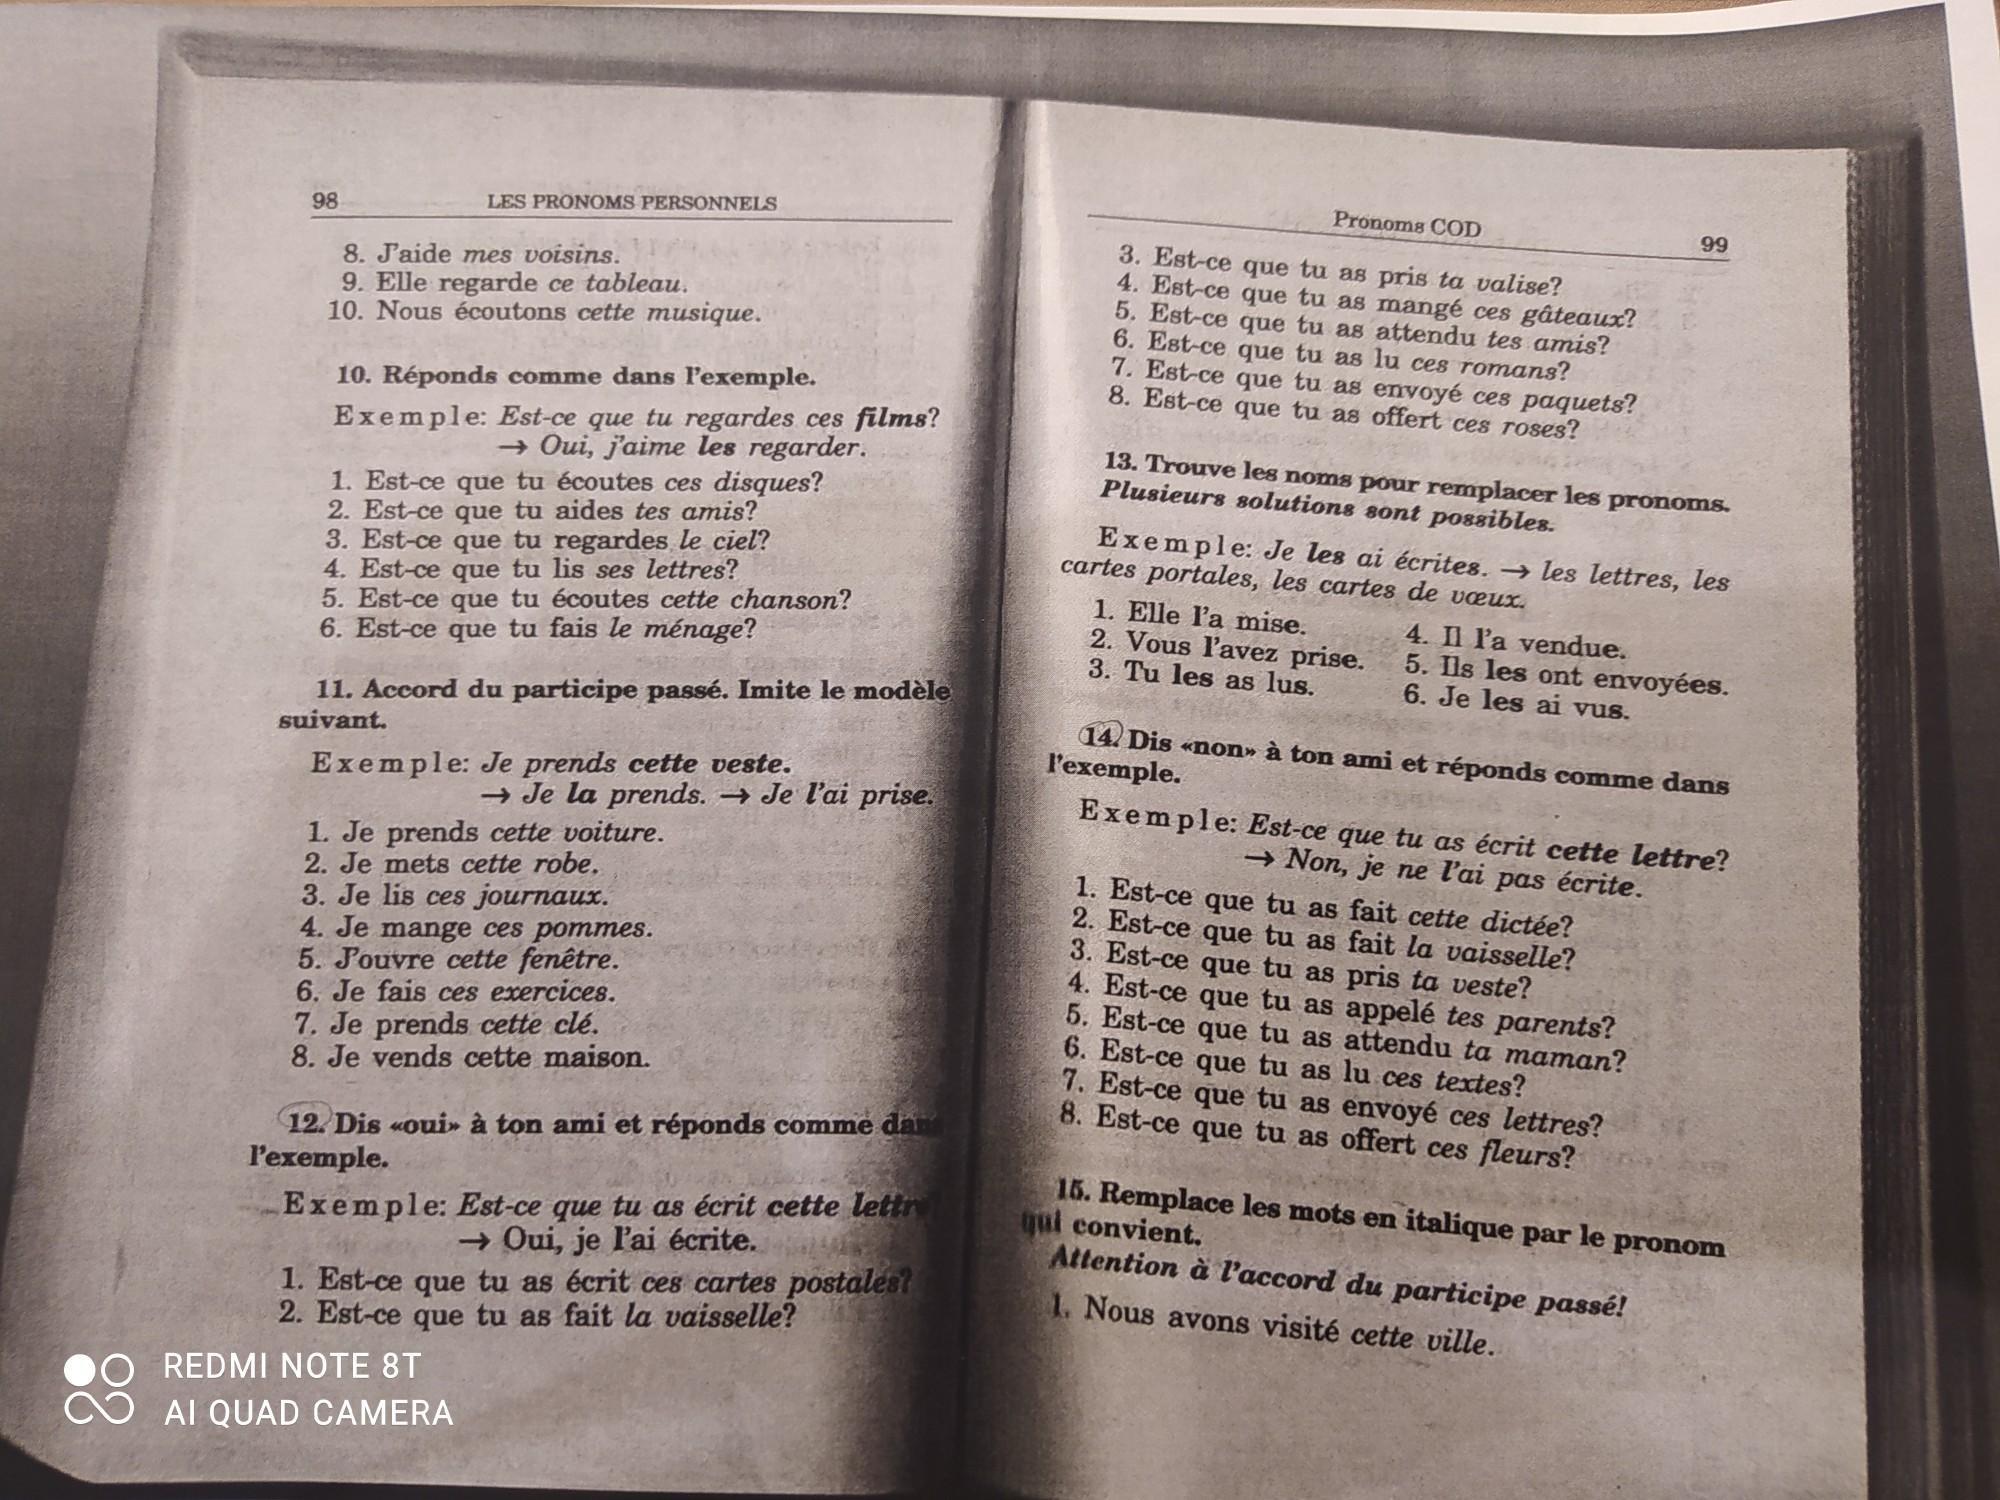 98 LES PRONOMS PERSONNELS
8. J'aide mes voisins.
9. Elle regarde ce tableau.
10. Nous écoutons cette musique.
10. Réponds comme dans l'exemple.
Exemple: Est-ce que tu regardes ces films?
→ Oui, j'aime les regarder.
1. Est-ce que tu écoutes ces disques?
2. Est-ce que tu aides tes amis?
3. Est-ce que tu regardes le ciel?
4. Est-ce que tu lis ses lettres?
5. Est-ce que tu écoutes cette chanson?
6. Est-ce que tu fais le ménage?
11. Accord du participe passé. Imite le modèle
suivant.
Exemple: Je prends cette veste.
→ Je la prends. → Je l'ai prise.
1. Je prends cette voiture.
2. Je mets cette robe.
3. Je lis ces journaux.
4. Je mange ces pommes.
5. J'ouvre cette fenêtre.
6. Je fais ces exercices.
7. Je prends cette clé.
8. Je vends cette maison.
12. Dis «oui» à ton ami et réponds comme dans
l'exemple.
Exemple: Est-ce que tu as écrit cette lettre
→ Oui, je l'ai écrite.
1. Est-ce que tu as écrit ces cartes postales?
2. Est-ce que tu as fait la vaisselle?
Pronoms COD 99
3. Est-ce que tu as pris ta valise?
4. Est-ce que tu as mangé ces gâteaux?
5. Est-ce que tu as attendu tes amis?
6. Est-ce que tu as lu ces romans?
7. Est-ce que tu as envoyé ces paquets?
8. Est-ce que tu as offert ces roses?
13. Trouve les noms pour remplacer les pronoms.
Plusieurs solutions sont possibles.
Exemple: Je les ai écrites. → les lettres, les
cartes portales, les cartes de vœux.
1. Elle l'a mise. 4. Il l'a vendue.
2. Vous l'avez prise. 5. Ils les ont envoyées.
3. Tu les as lus. 6. Je les ai vus.
14. Dis «non» à ton ami et réponds comme dans
l'exemple.
Exemple: Est-ce que tu as écrit cette lettre?
→ Non, je ne l'ai pas écrite.
1. Est-ce que tu as fait cette dictée?
2. Est-ce que tu as fait la vaisselle?
3. Est-ce que tu as pris ta veste?
4. Est-ce que tu as appelé tes parents?
5. Est-ce que tu as attendu ta maman?
6. Est-ce que tu as lu ces textes?
7. Est-ce que tu as envoyé ces lettres?
8. Est-ce que tu as offert ces fleurs?
15. Remplace les mots en italique par le pronom
qui convient.
Attention à l'accord du participe passé!
1. Nous avons visité cette ville.
REDMI NOTE 8T
AI QUAD CAMERA